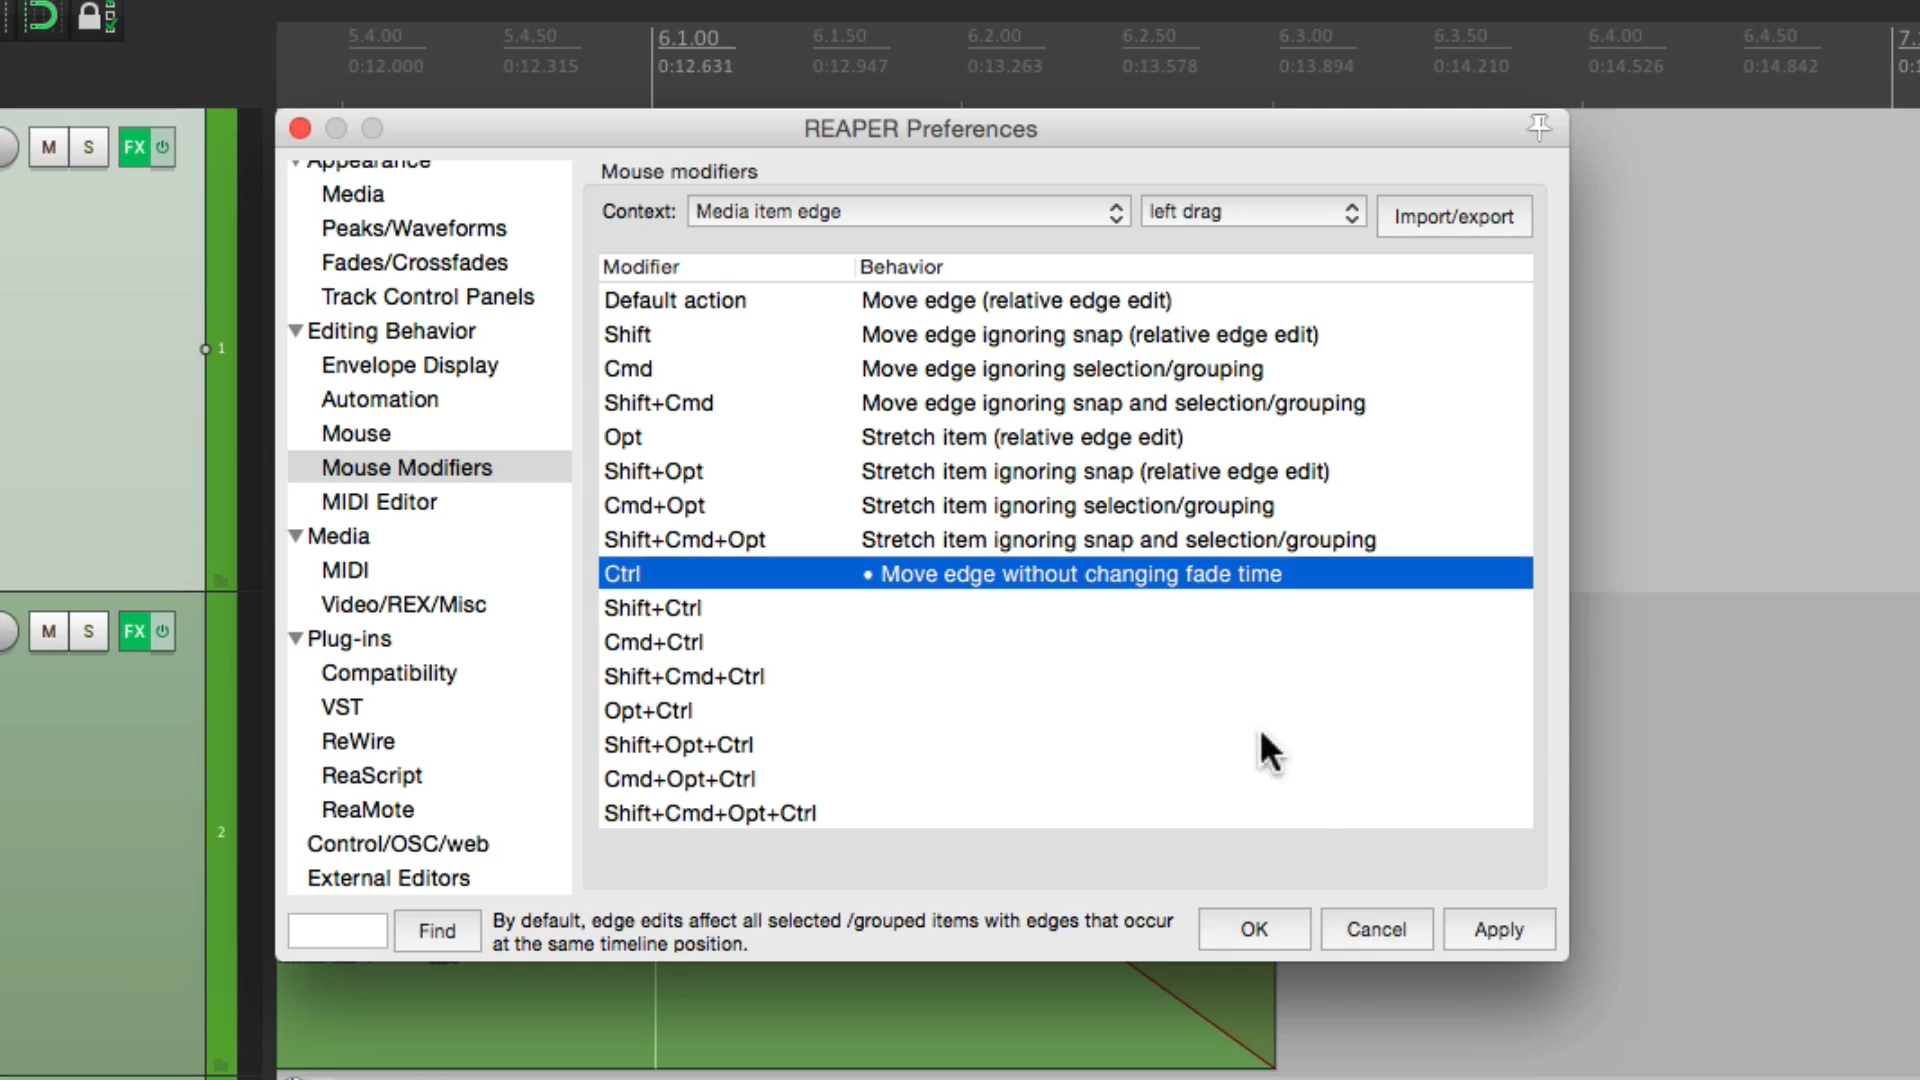 5.4.00 5.4.50 6.1.00 6.1.50 6.2.00 6.2.50 6.3.00 6.3.50 6.4.00 6.4.50
0:12.000 0:12.315 0:12.631 0:12.947 0:13.263 0:13.578 0:13.894 0:14.210 0:14.526 0:14.842
REAPER Preferences
M S FX
1
M S FX
2
Appearance
Media
Peaks/Waveforms
Fades/Crossfades
Track Control Panels
Editing Behavior
Envelope Display
Automation
Mouse
Mouse Modifiers
MIDI Editor
Media
MIDI
Video/REX/Misc
Plug-ins
Compatibility
VST
ReWire
ReaScript
ReaMote
Control/OSC/web
External Editors
Mouse modifiers
Context: Media item edge left drag Import/export
Modifier Behavior
Default action Move edge (relative edge edit)
Shift Move edge ignoring snap (relative edge edit)
Cmd Move edge ignoring selection/grouping
Shift+Cmd Move edge ignoring snap and selection/grouping
Opt Stretch item (relative edge edit)
Shift+Opt Stretch item ignoring snap (relative edge edit)
Cmd+Opt Stretch item ignoring selection/grouping
Shift+Cmd+Opt Stretch item ignoring snap and selection/grouping
Ctrl • Move edge without changing fade time
Shift+Ctrl
Cmd+Ctrl
Shift+Cmd+Ctrl
Opt+Ctrl
Shift+Opt+Ctrl
Cmd+Opt+Ctrl
Shift+Cmd+Opt+Ctrl
Find
By default, edge edits affect all selected /grouped items with edges that occur
at the same timeline position.
OK Cancel Apply